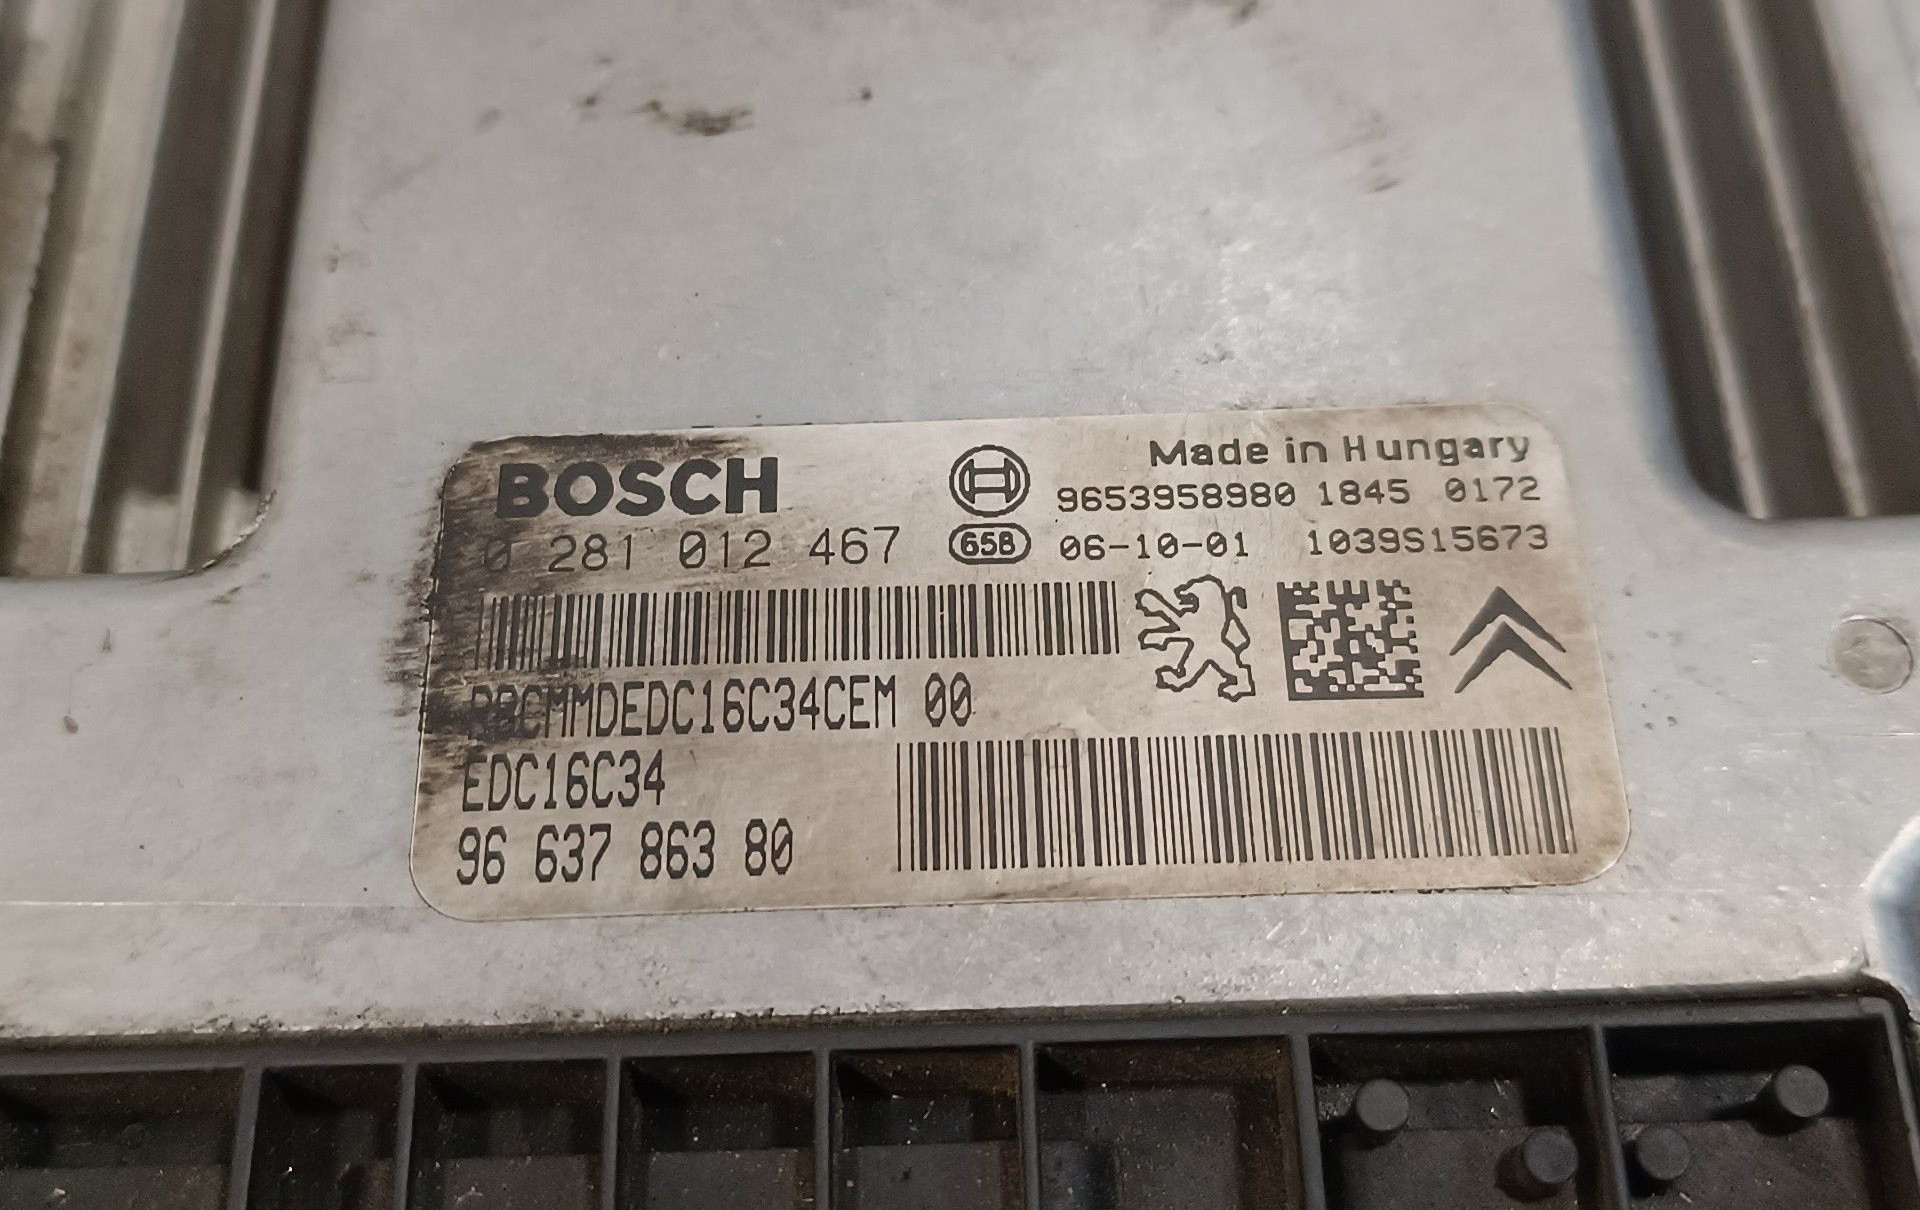 BOSCH
Made in Hungary
9653958980 1845 0172
0 281 012 467
658 06-10-01 1039S15673
BBCMMDEDC16C34CEM 00
EDC16C34
96 637 863 80